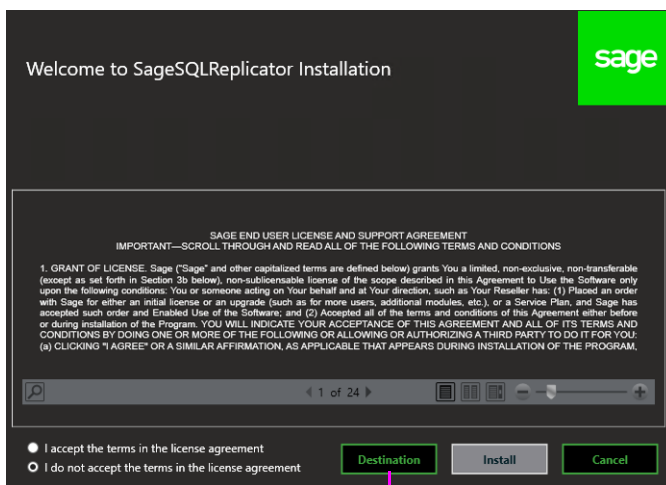 Welcome to SageSQLReplicator Installation
sage
SAGE END USER LICENSE AND SUPPORT AGREEMENT
IMPORTANT—SCROLL THROUGH AND READ ALL OF THE FOLLOWING TERMS AND CONDITIONS
1. GRANT OF LICENSE. Sage ("Sage" and other capitalized terms are defined below) grants You a limited, non-exclusive, non-transferable
(except as set forth in Section 3b below), non-sublicensable license of the scope described in this Agreement to Use the Software only
upon the following conditions: You or someone acting on Your behalf and at Your direction, such as Your Reseller has: (1) Placed an order
with Sage for either an initial license or an upgrade (such as for more users, additional modules, etc.), or a Service Plan, and Sage has
accepted such order and Enabled Use of the Software; and (2) Accepted all of the terms and conditions of this Agreement either before
or during installation of the Program. YOU WILL INDICATE YOUR ACCEPTANCE OF THIS AGREEMENT AND ALL OF ITS TERMS AND
CONDITIONS BY DOING ONE OR MORE OF THE FOLLOWING OR ALLOWING OR AUTHORIZING A THIRD PARTY TO DO IT FOR YOU:
(a) CLICKING "I AGREE" OR A SIMILAR AFFIRMATION, AS APPLICABLE THAT APPEARS DURING INSTALLATION OF THE PROGRAM,
1 of 24
I accept the terms in the license agreement
I do not accept the terms in the license agreement
Destination
Install
Cancel